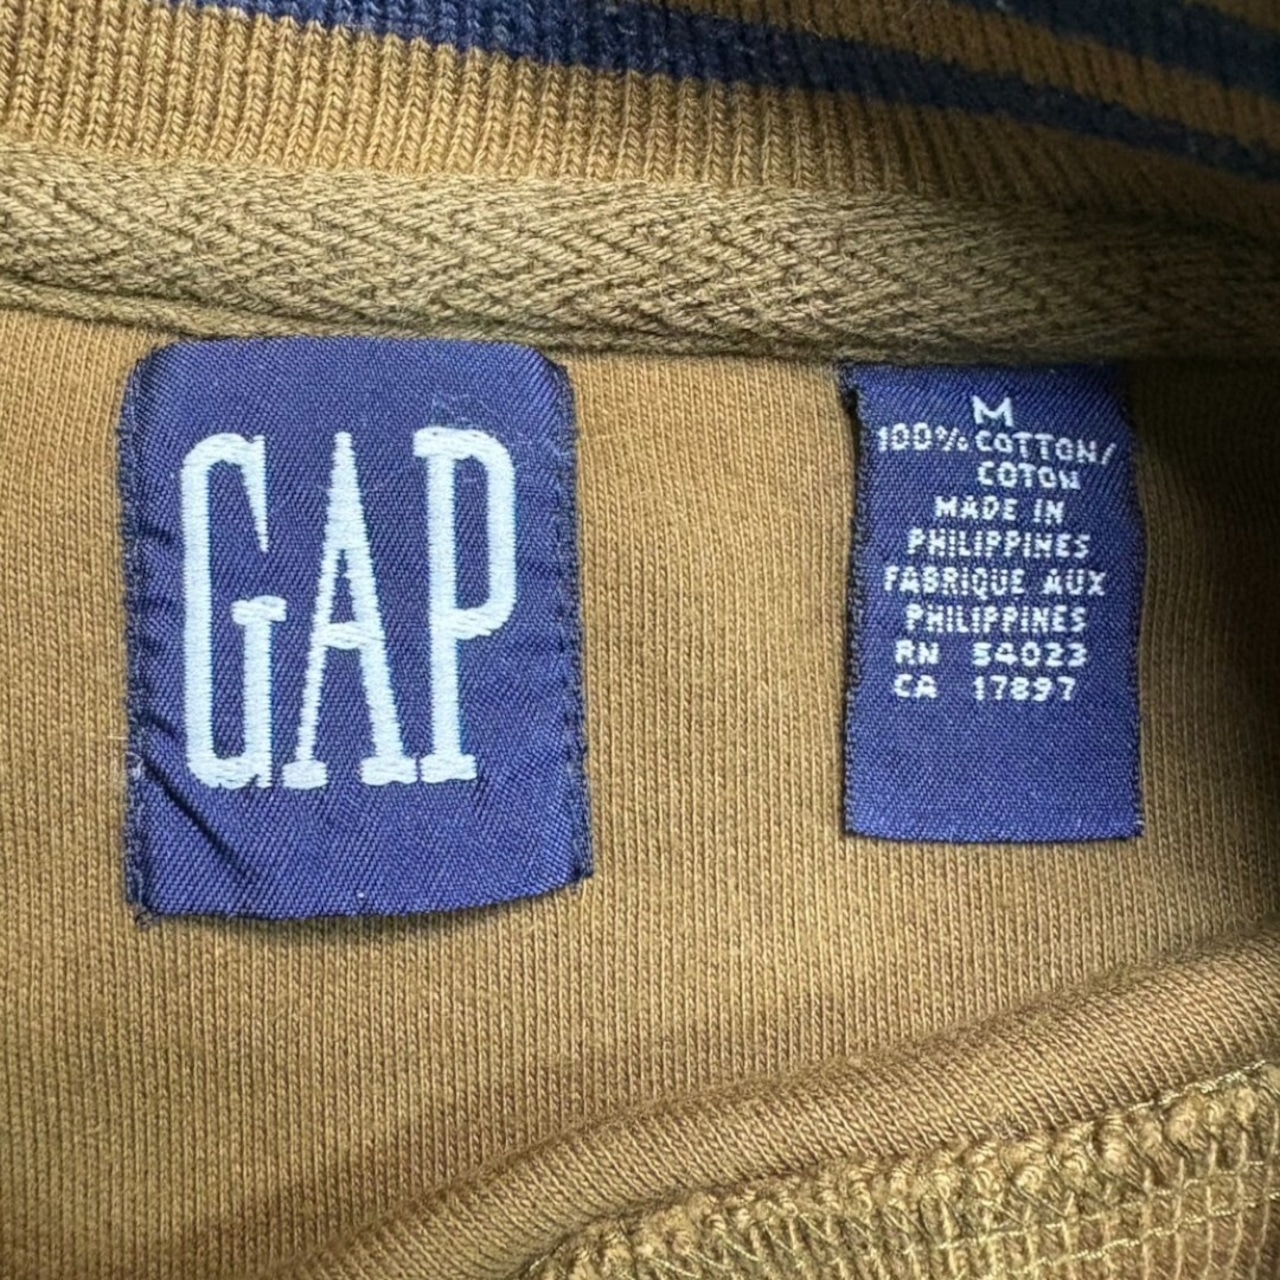 GAP
M
100% COTTON/
COTON
MADE IN
PHILIPPINES
FABRIQUE AUX
PHILIPPINES
RN 54023
CA 17897